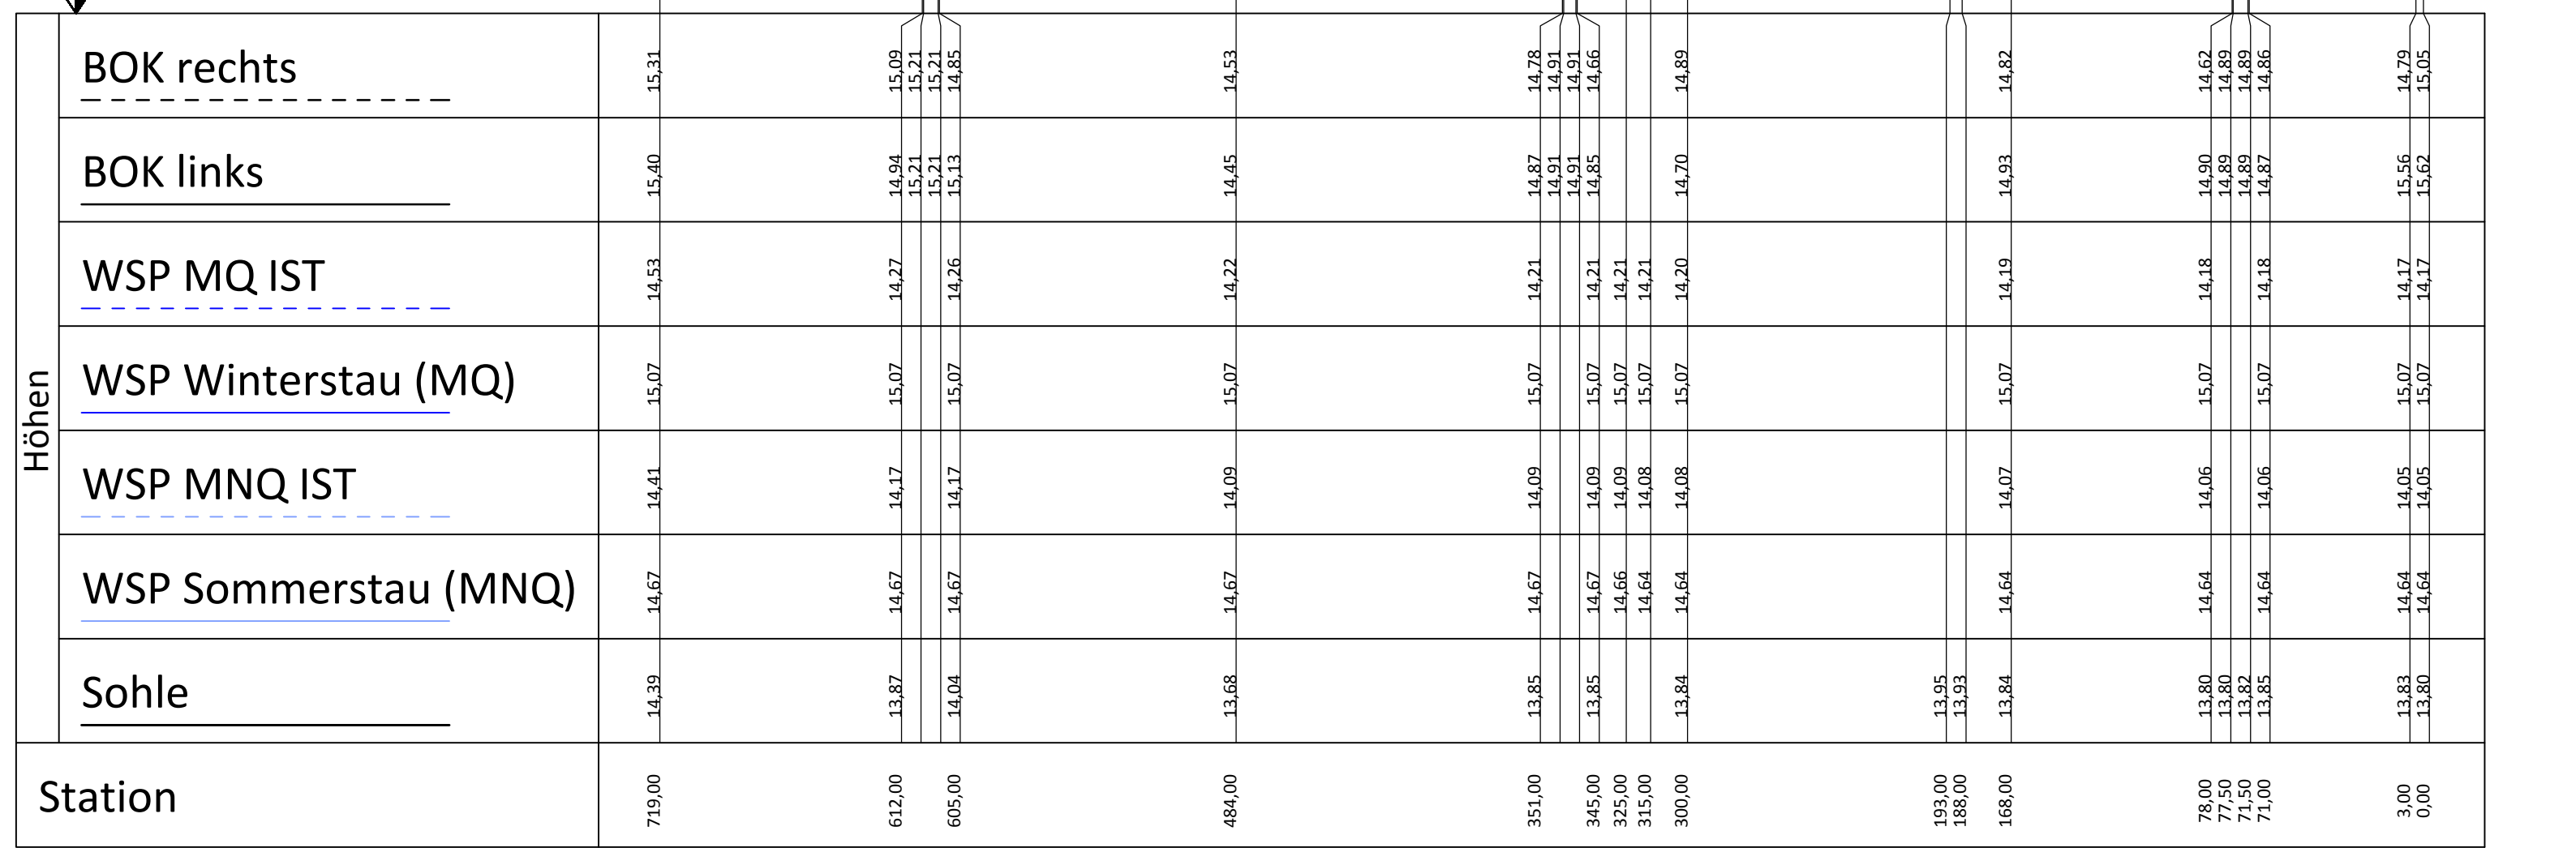 Höhen
BOK rechts 15,31 15,09 15,21 15,21 14,85 14,53 14,78 14,91 14,91 14,66 14,89 14,82 14,62 14,89 14,89 14,86 14,79 15,05
BOK links 15,40 14,94 15,21 15,21 15,13 14,45 14,87 14,91 14,91 14,85 14,70 14,93 14,90 14,89 14,89 14,87 15,56 15,62
WSP MQ IST 14,53 14,27 14,26 14,22 14,21 14,21 14,21 14,21 14,20 14,19 14,18 14,18 14,17 14,17
WSP Winterstau (MQ) 15,07 15,07 15,07 15,07 15,07 15,07 15,07 15,07 15,07 15,07 15,07 15,07 15,07 15,07
WSP MNQ IST 14,41 14,17 14,17 14,09 14,09 14,09 14,09 14,08 14,08 14,07 14,06 14,06 14,05 14,05
WSP Sommerstau (MNQ) 14,67 14,67 14,67 14,67 14,67 14,67 14,66 14,64 14,64 14,64 14,64 14,64 14,64 14,64
Sohle 14,39 13,87 14,04 13,68 13,85 13,85 13,84 13,95 13,93 13,84 13,80 13,80 13,82 13,85 13,83 13,80
Station 719,00 612,00 605,00 484,00 351,00 345,00 325,00 315,00 300,00 193,00 188,00 168,00 78,00 77,50 71,50 71,00 3,00 0,00